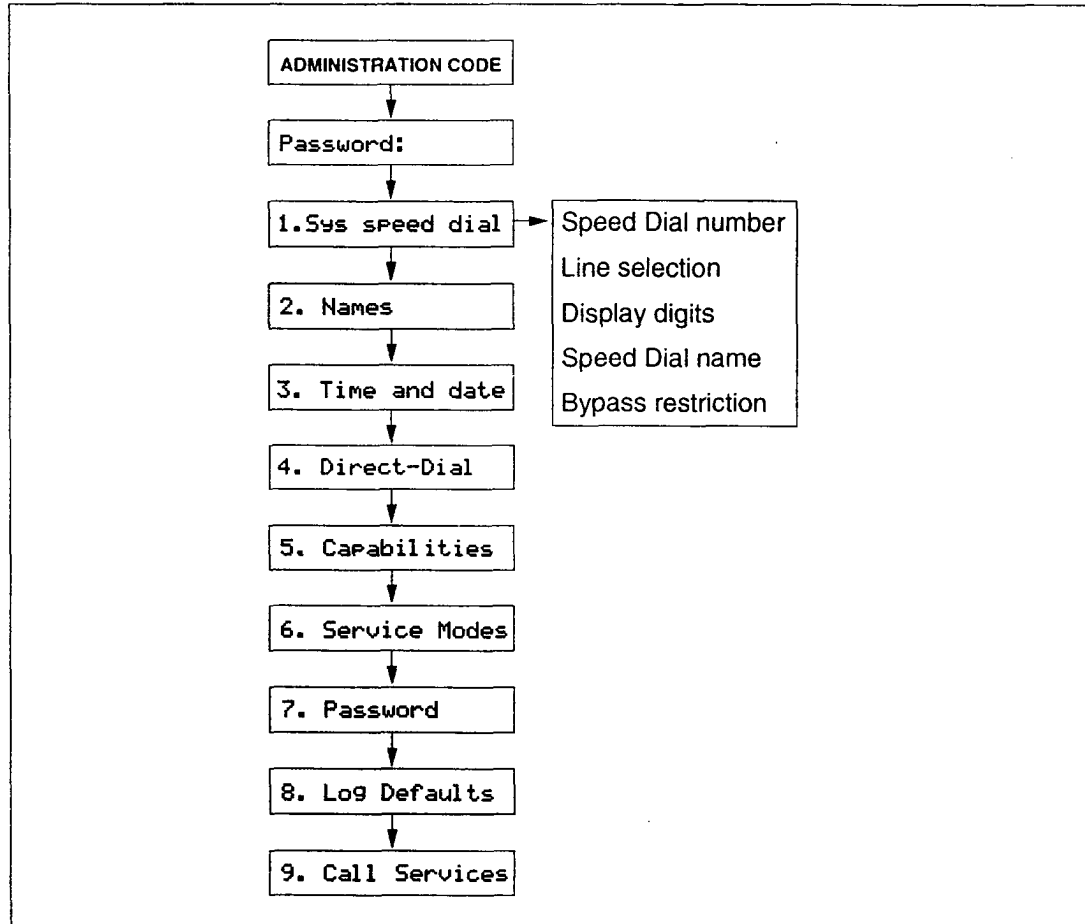 ADMINISTRATION CODE
Password:
1.Sys speed dial
Speed Dial number
Line selection
Display digits
Speed Dial name
Bypass restriction
2. Names
3. Time and date
4. Direct-Dial
5. Capabilities
6. Service Modes
7. Password
8. Log Defaults
9. Call Services